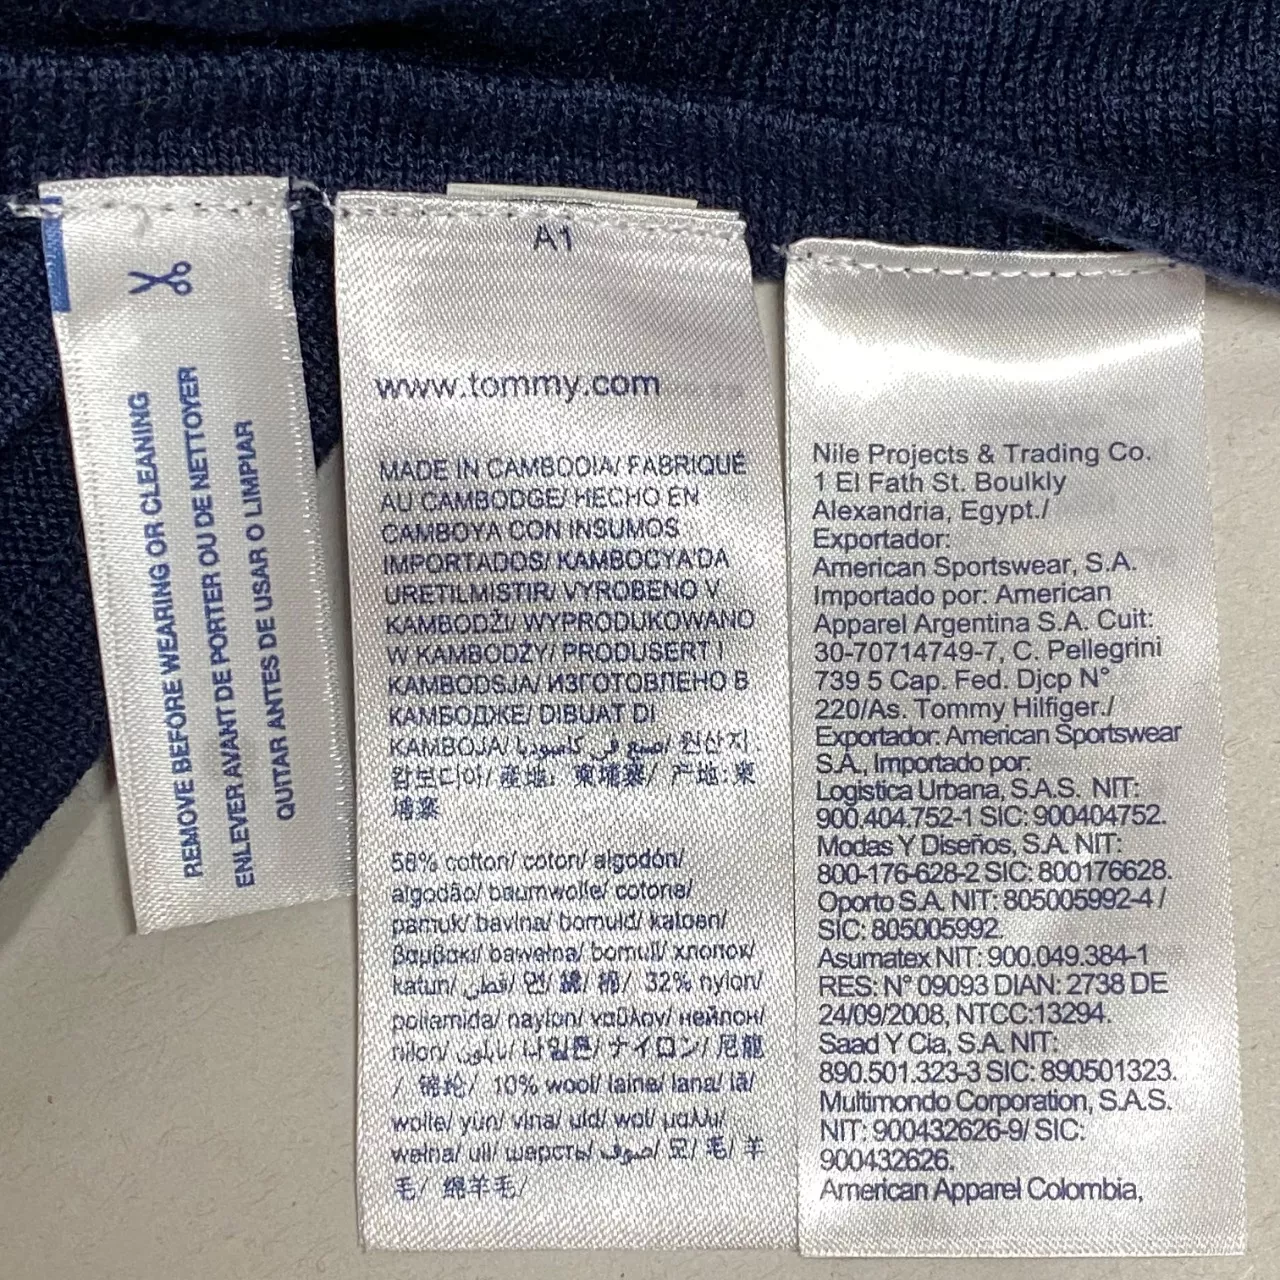 REMOVE BEFORE WEARING OR CLEANING
ENLEVER AVANT DE PORTER OU DE NETTOYER
QUITAR ANTES DE USAR O LIMPIAR
A1
www.tommy.com
MADE IN CAMBODIA/ FABRIQUÉ
AU CAMBODGE/ HECHO EN
CAMBOYA CON INSUMOS
IMPORTADOS/ KAMBOÇYA'DA
URETILMISTIR/ VYROBENO V
KAMBODŽI/ WYPRODUKOWANO
W KAMBODŻY/ PRODUSERT I
KAMBODSJA/ ИЗГОТОВЛЕНО В
КАМБОДЖЕ/ DIBUAT DI
KAMBOJA/ صنع في كامبوديا/ 원산지:
캄보디아/ 産地: 柬埔寨/ 产地:柬
埔寨
58% cotton/ coton/ algodón/
algodão/ baumwolle/ cotone/
pamuk/ bavlna/ bomuld/ katoen/
βαμβακι/ bawełna/ bomull/ хлопок/
katun/ قطن/ 면/ 綿/ 棉/ 32% nylon/
poliamida/ naylon/ ναΰλον/ нейлон/
nilon/ نايلون/ 나일론/ ナイロン/ 尼龍
/ 锦纶/ 10% wool/ laine/ lana/ lã/
wolle/ yün/ vlna/ uld/ wol/ μαλλι/
wełna/ ull/ шерсть/ صوف/ 모/ 毛/ 羊
毛/ 绵羊毛/
Nile Projects & Trading Co.
1 El Fath St. Boulkly
Alexandria, Egypt./
Exportador:
American Sportswear, S.A.
Importado por: American
Apparel Argentina S.A. Cuit:
30-70714749-7, C. Pellegrini
739 5 Cap. Fed. Djcp N°
220/As. Tommy Hilfiger./
Exportador: American Sportswear
S.A., Importado por:
Logistica Urbana, S.A.S. NIT:
900.404.752-1 SIC: 900404752.
Modas Y Diseños, S.A. NIT:
800-176-628-2 SIC: 800176628.
Oporto S.A. NIT: 805005992-4 /
SIC: 805005992.
Asumatex NIT: 900.049.384-1
RES: N° 09093 DIAN: 2738 DE
24/09/2008, NTCC:13294.
Saad Y Cia, S.A. NIT:
890.501.323-3 SIC: 890501323.
Multimondo Corporation, S.A.S.
NIT: 900432626-9/ SIC:
900432626.
American Apparel Colombia,